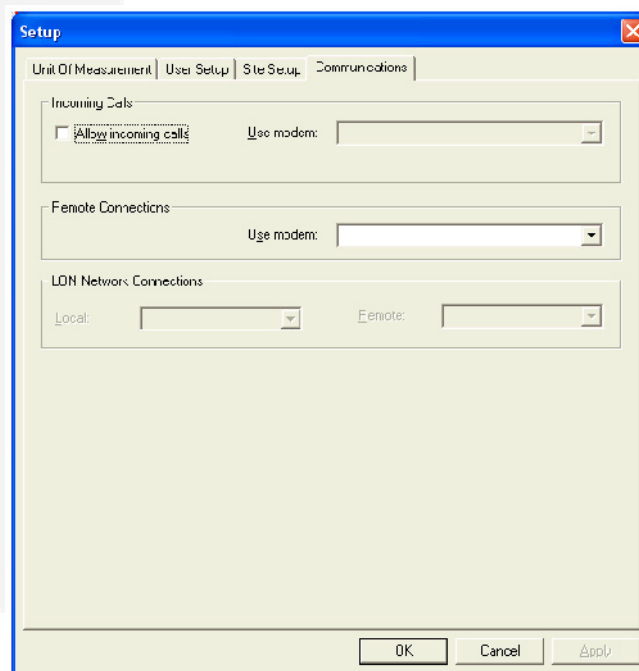 Setup
Unit Of Measurement User Setup Site Setup Communications
Incoming Calls
Allow incoming calls Use modem:
Remote Connections
Use modem:
LON Network Connections
Local: Remote:
OK Cancel Apply